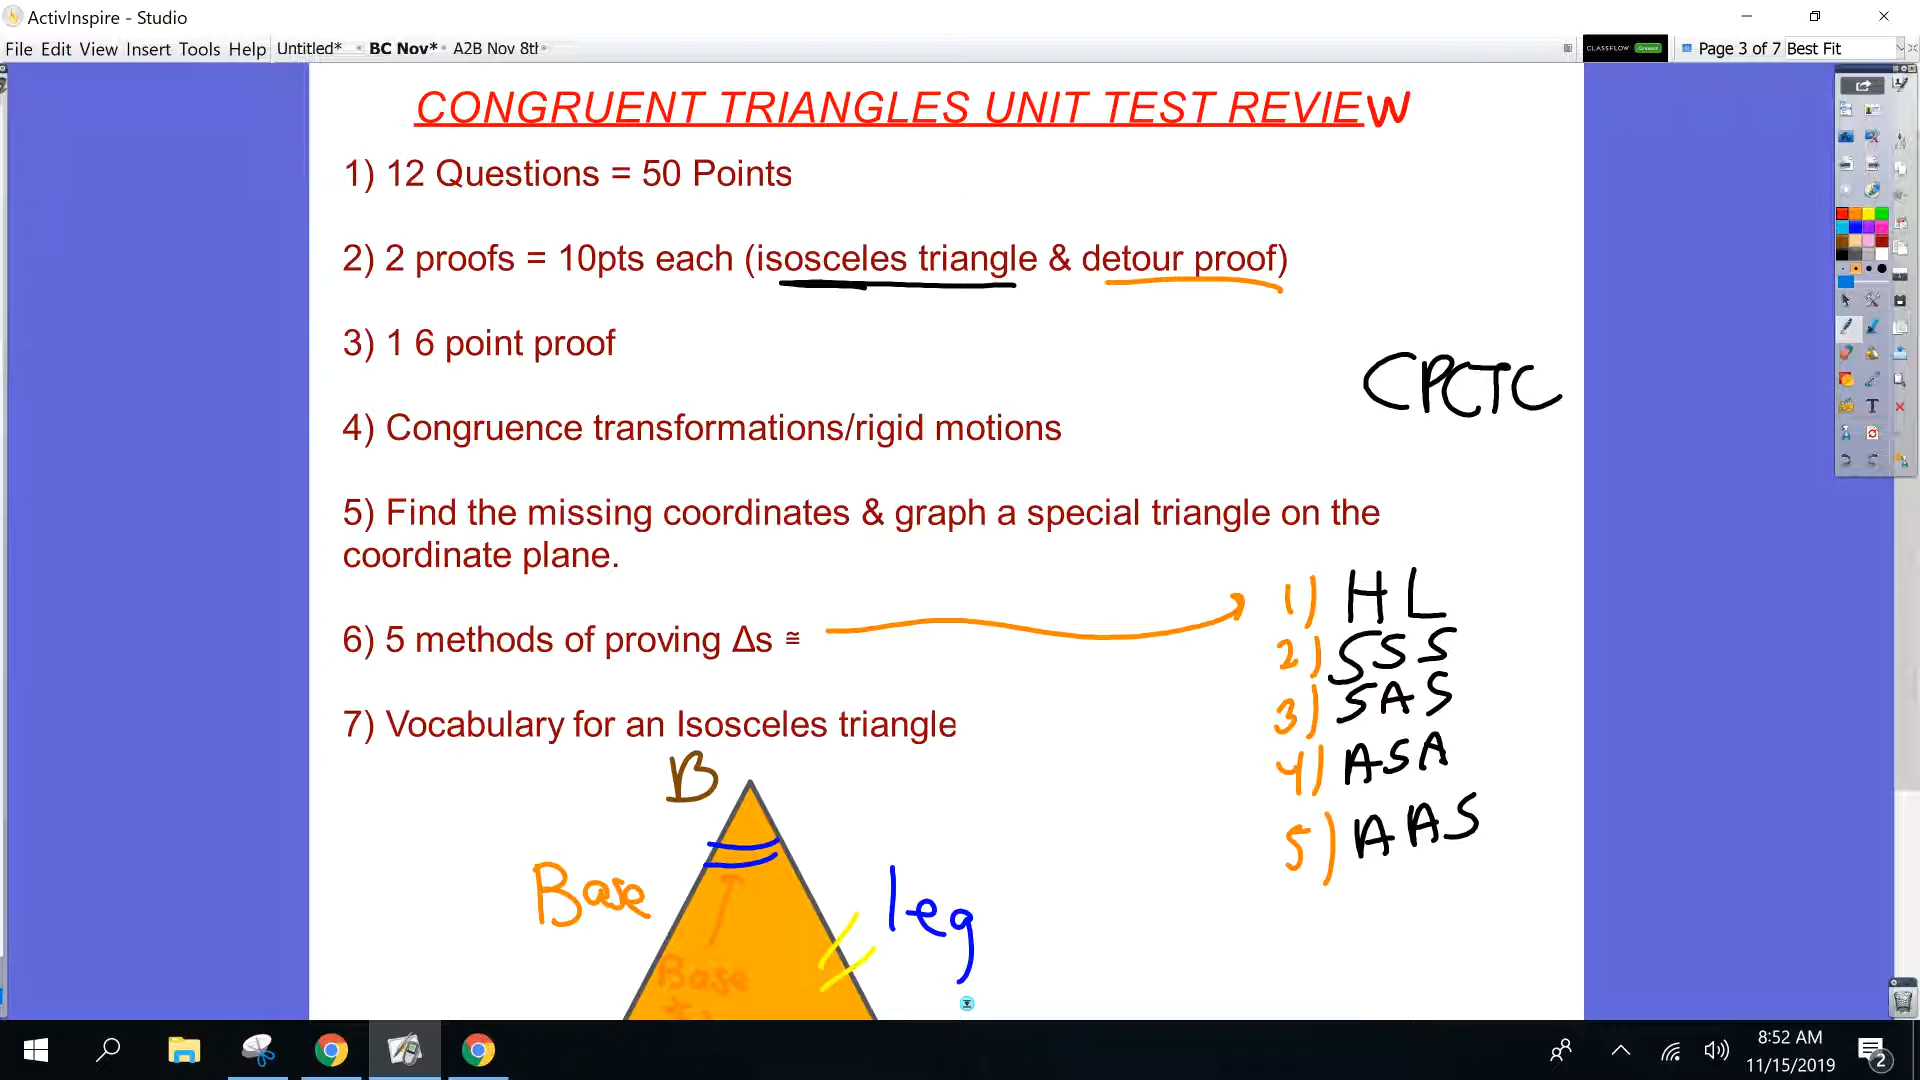 ActivInspire - Studio
File Edit View Insert Tools Help Untitled* BC Nov* A2B Nov 8th CLASSFLOW Page 3 of 7 Best Fit
CONGRUENT TRIANGLES UNIT TEST REVIEW
1) 12 Questions = 50 Points
2) 2 proofs = 10pts each (isosceles triangle & detour proof)
3) 1 6 point proof
CPCTC
4) Congruence transformations/rigid motions
5) Find the missing coordinates & graph a special triangle on the
coordinate plane.
6) 5 methods of proving Δs ≅
1) HL
2) SSS
3) SAS
4) ASA
5) AAS
7) Vocabulary for an Isosceles triangle
B
Base
leg
Base
T
8:52 AM
11/15/2019
2